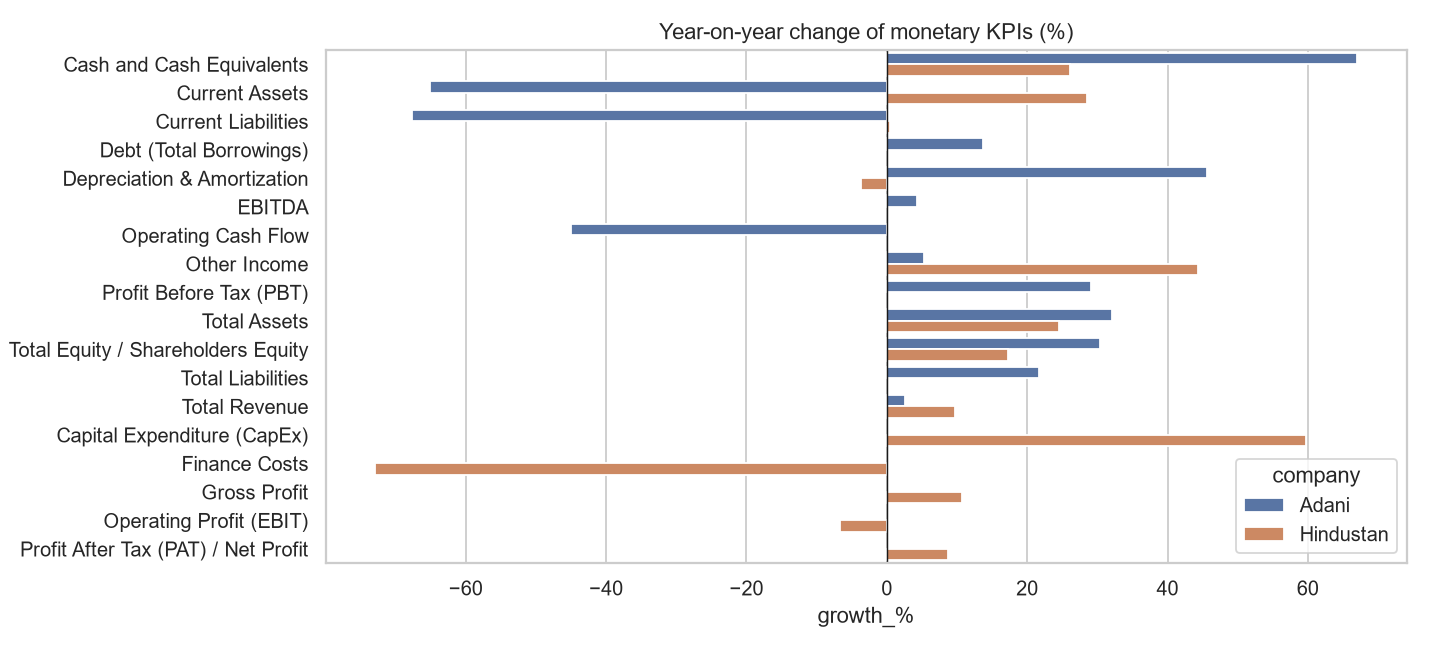 Year-on-year change of monetary KPIs (%)
Cash and Cash Equivalents
Current Assets
Current Liabilities
Debt (Total Borrowings)
Depreciation & Amortization
EBITDA
Operating Cash Flow
Other Income
Profit Before Tax (PBT)
Total Assets
Total Equity / Shareholders Equity
Total Liabilities
Total Revenue
Capital Expenditure (CapEx)
Finance Costs
Gross Profit
Operating Profit (EBIT)
Profit After Tax (PAT) / Net Profit
company
Adani
Hindustan
−60 −40 −20 0 20 40 60
growth_%